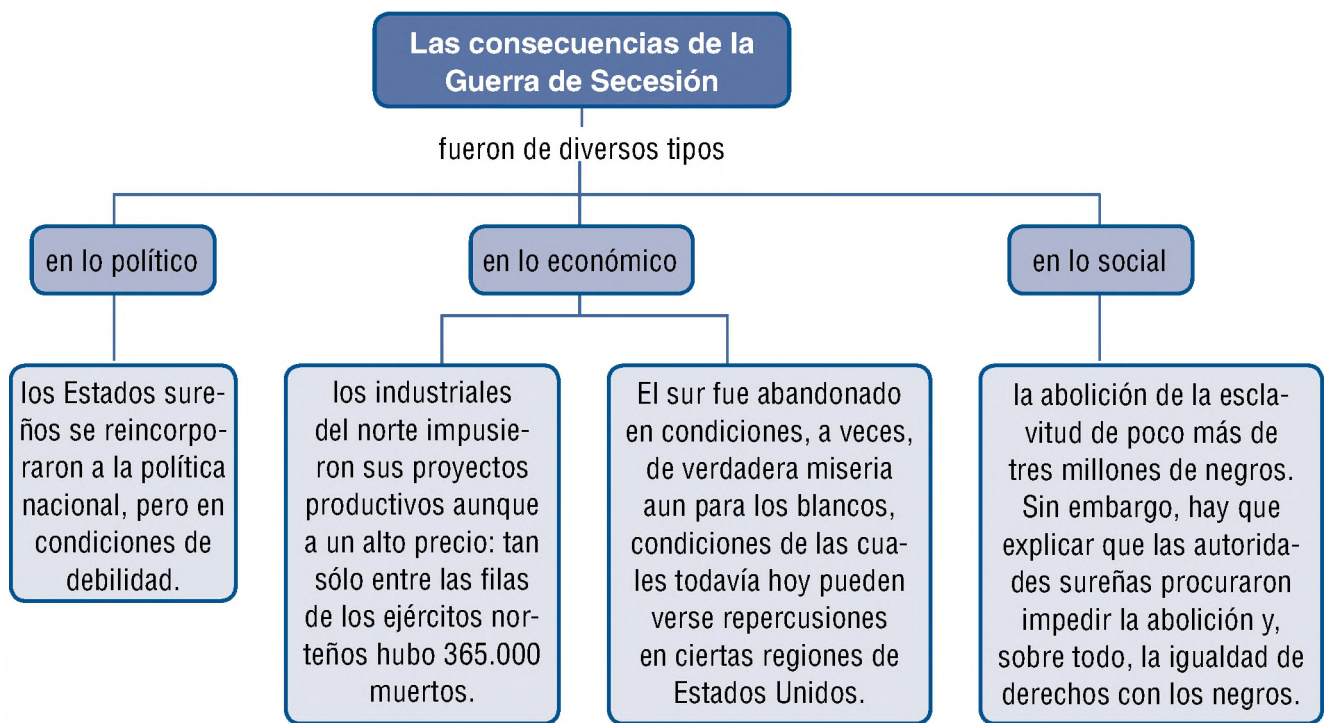 Las consecuencias de la
Guerra de Secesión
fueron de diversos tipos
en lo político
en lo económico
en lo social
los Estados sure-
ños se reincorpo-
raron a la política
nacional, pero en
condiciones de
debilidad.
los industriales
del norte impusie-
ron sus proyectos
productivos aunque
a un alto precio: tan
sólo entre las filas
de los ejércitos nor-
teños hubo 365.000
muertos.
El sur fue abandonado
en condiciones, a veces,
de verdadera miseria
aun para los blancos,
condiciones de las cua-
les todavía hoy pueden
verse repercusiones
en ciertas regiones de
Estados Unidos.
la abolición de la escla-
vitud de poco más de
tres millones de negros.
Sin embargo, hay que
explicar que las autorida-
des sureñas procuraron
impedir la abolición y,
sobre todo, la igualdad de
derechos con los negros.